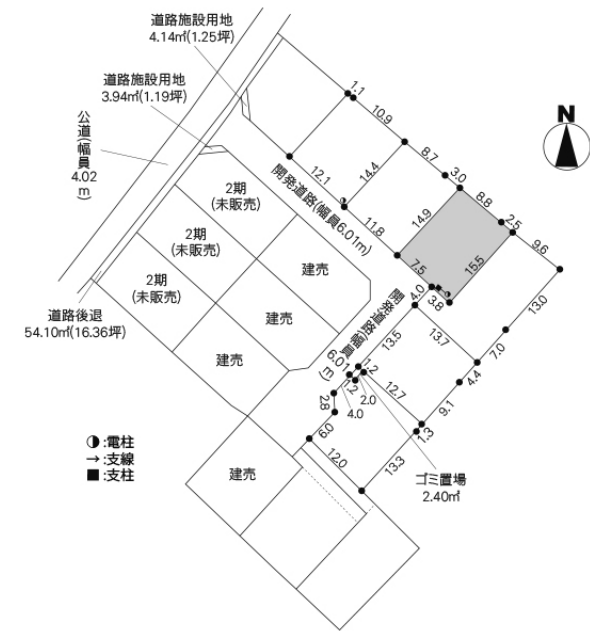 道路施設用地
4.14㎡(1.25坪)
道路施設用地
3.94㎡(1.19坪)
公道(幅員4.02m)
N
1.1
10.9
8.7
3.0
8.8
2.5
9.6
12.1
14.4
11.8
14.9
7.5
15.5
3.8
13.0
開発道路(幅員6.01m)
2期
(未販売)
2期
(未販売)
2期
(未販売)
建売
建売
建売
道路後退
54.10㎡(16.36坪)
開発道路(幅員6.01m)
4.0
13.5
13.7
7.0
4.4
9.1
1.2
1.2
2.0
4.0
12.7
2.8
6.0
1.3
12.0
13.3
ゴミ置場
2.40㎡
◑:電柱
→:支線
■:支柱
建売